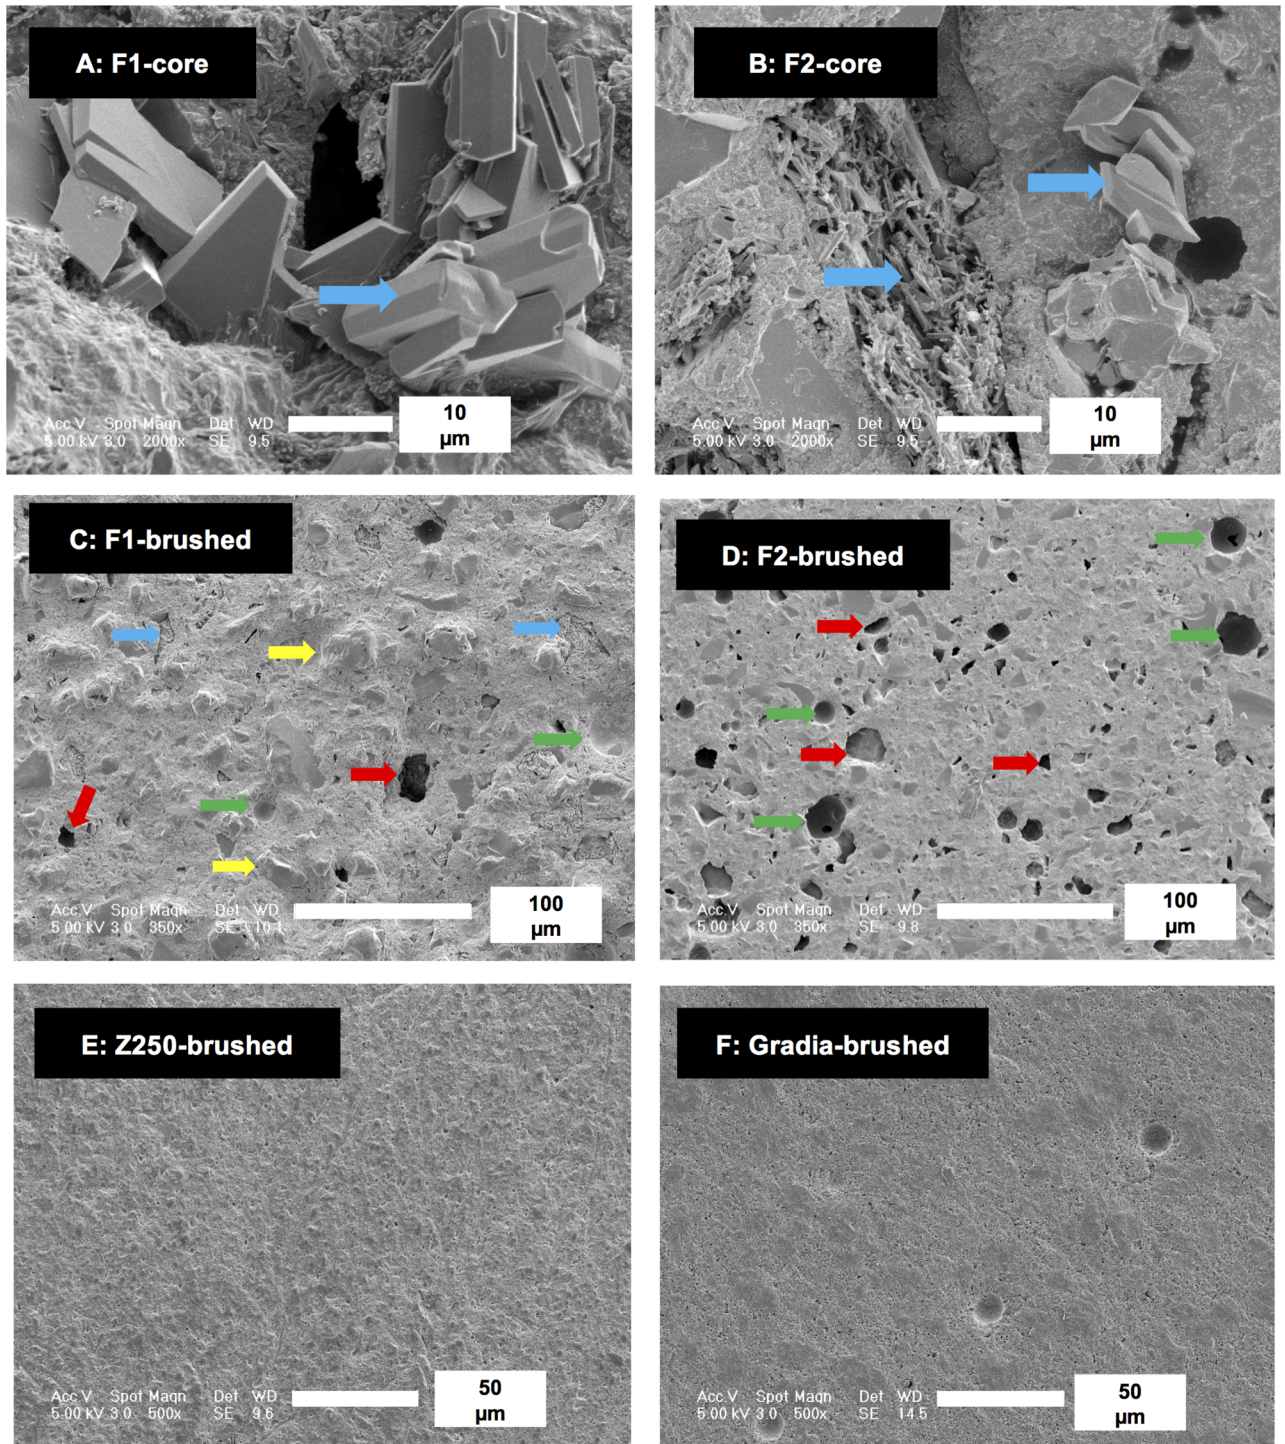 A: F1-core
Acc.V Spot Magn Det WD
5.00 kV 3.0 2000x SE 9.5
10
µm
B: F2-core
Acc.V Spot Magn Det WD
5.00 kV 3.0 2000x SE 9.5
10
µm
C: F1-brushed
Acc.V Spot Magn Det WD
5.00 kV 3.0 350x SE 10.1
100
µm
D: F2-brushed
Acc.V Spot Magn Det WD
5.00 kV 3.0 350x SE 9.8
100
µm
E: Z250-brushed
Acc.V Spot Magn Det WD
5.00 kV 3.0 500x SE 9.6
50
µm
F: Gradia-brushed
Acc.V Spot Magn Det WD
5.00 kV 3.0 500x SE 14.5
50
µm